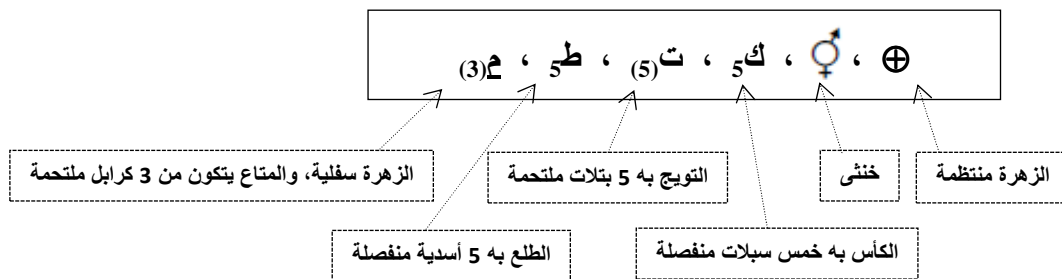 ⊕ ، ⚥ ، ك5 ، ت(5) ، ط5 ، م(3)
الزهرة منتظمة
خنثى
التويج به 5 بتلات ملتحمة
الزهرة سفلية، والمتاع يتكون من 3 كرابل ملتحمة
الكأس به خمس سبلات منفصلة
الطلع به 5 أسدية منفصلة